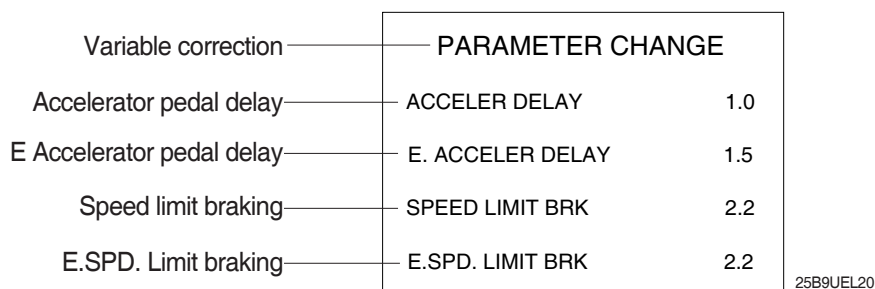 Variable correction PARAMETER CHANGE
Accelerator pedal delay ACCELER DELAY 1.0
E Accelerator pedal delay E. ACCELER DELAY 1.5
Speed limit braking SPEED LIMIT BRK 2.2
E.SPD. Limit braking E.SPD. LIMIT BRK 2.2
25B9UEL20